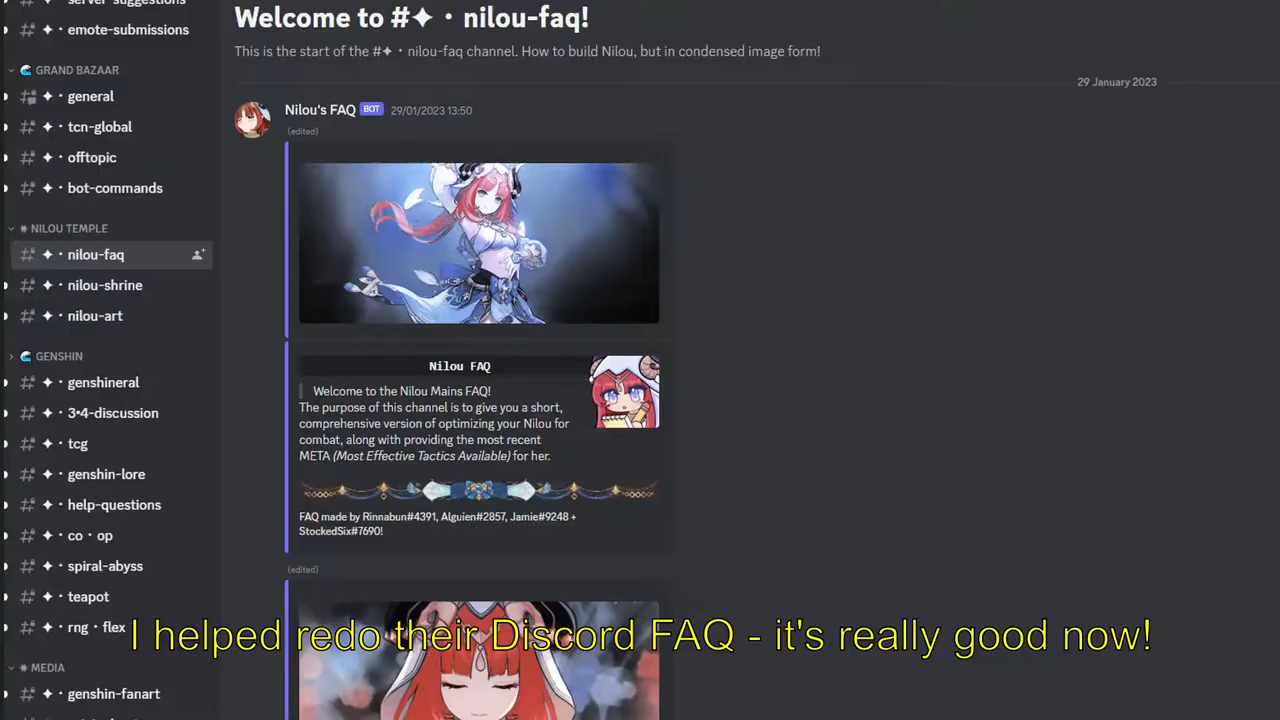 server-suggestions
emote-submissions
GRAND BAZAAR
general
tcn-global
offtopic
bot-commands
NILOU TEMPLE
nilou-faq
nilou-shrine
nilou-art
GENSHIN
genshineral
3•4-discussion
tcg
genshin-lore
help-questions
co・op
spiral-abyss
teapot
rng・flex
MEDIA
genshin-fanart
Welcome to #✦・nilou-faq!
This is the start of the #✦・nilou-faq channel. How to build Nilou, but in condensed image form!
29 January 2023
Nilou's FAQ BOT 29/01/2023 13:50
(edited)
Nilou FAQ
Welcome to the Nilou Mains FAQ!
The purpose of this channel is to give you a short,
comprehensive version of optimizing your Nilou for
combat, along with providing the most recent
META (Most Effective Tactics Available) for her.
FAQ made by Rinnabun#4391, Alguien#2857, Jamie#9248 +
StockedSix#7690!
(edited)
I helped redo their Discord FAQ - it's really good now!